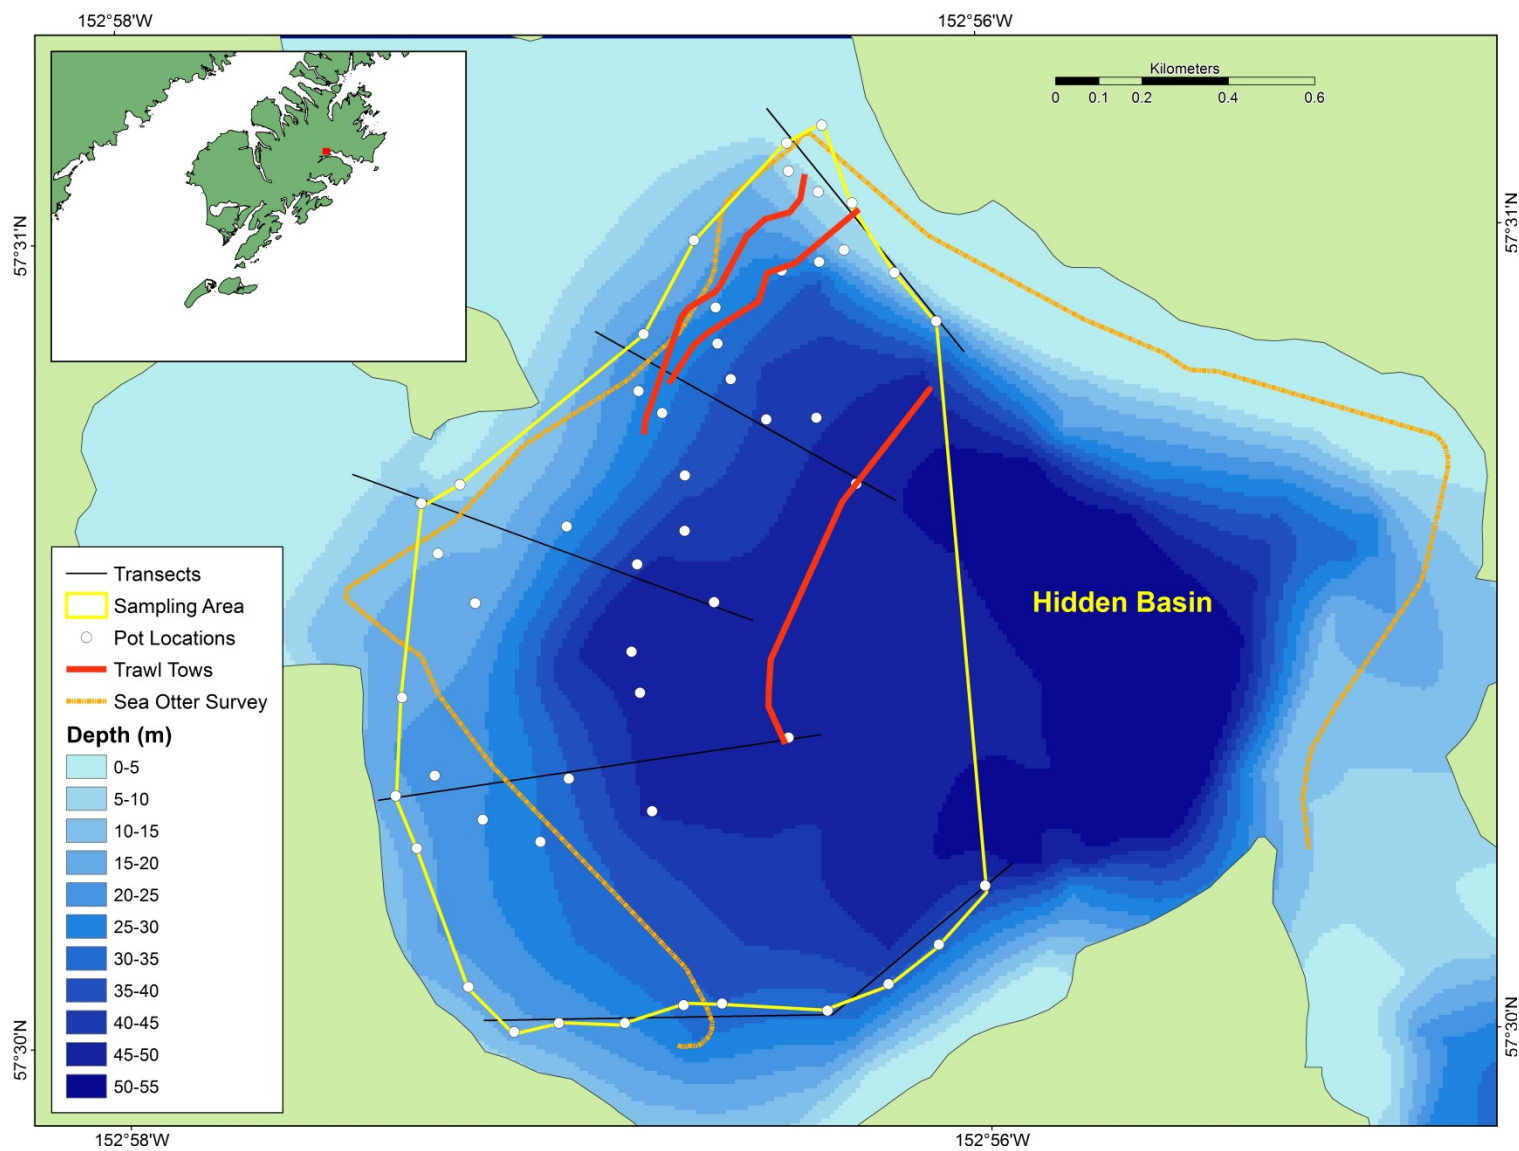 152°58'W 152°56'W
Kilometers
0 0.1 0.2 0.4 0.6
57°31'N 57°31'N
Hidden Basin
Transects
Sampling Area
Pot Locations
Trawl Tows
Sea Otter Survey
Depth (m)
0-5
5-10
10-15
15-20
20-25
25-30
30-35
35-40
40-45
45-50
50-55
57°30'N 57°30'N
152°58'W 152°56'W